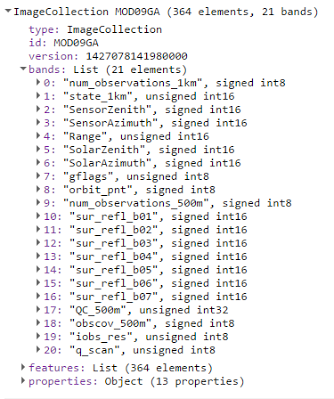 ImageCollection MOD09GA (364 elements, 21 bands)
type: ImageCollection
id: MOD09GA
version: 1427078141980000
bands: List (21 elements)
0: "num_observations_1km", signed int8
1: "state_1km", unsigned int16
2: "SensorZenith", signed int16
3: "SensorAzimuth", signed int16
4: "Range", unsigned int16
5: "SolarZenith", signed int16
6: "SolarAzimuth", signed int16
7: "gflags", unsigned int8
8: "orbit_pnt", signed int8
9: "num_observations_500m", signed int8
10: "sur_refl_b01", signed int16
11: "sur_refl_b02", signed int16
12: "sur_refl_b03", signed int16
13: "sur_refl_b04", signed int16
14: "sur_refl_b05", signed int16
15: "sur_refl_b06", signed int16
16: "sur_refl_b07", signed int16
17: "QC_500m", unsigned int32
18: "obscov_500m", signed int8
19: "iobs_res", unsigned int8
20: "q_scan", unsigned int8
features: List (364 elements)
properties: Object (13 properties)